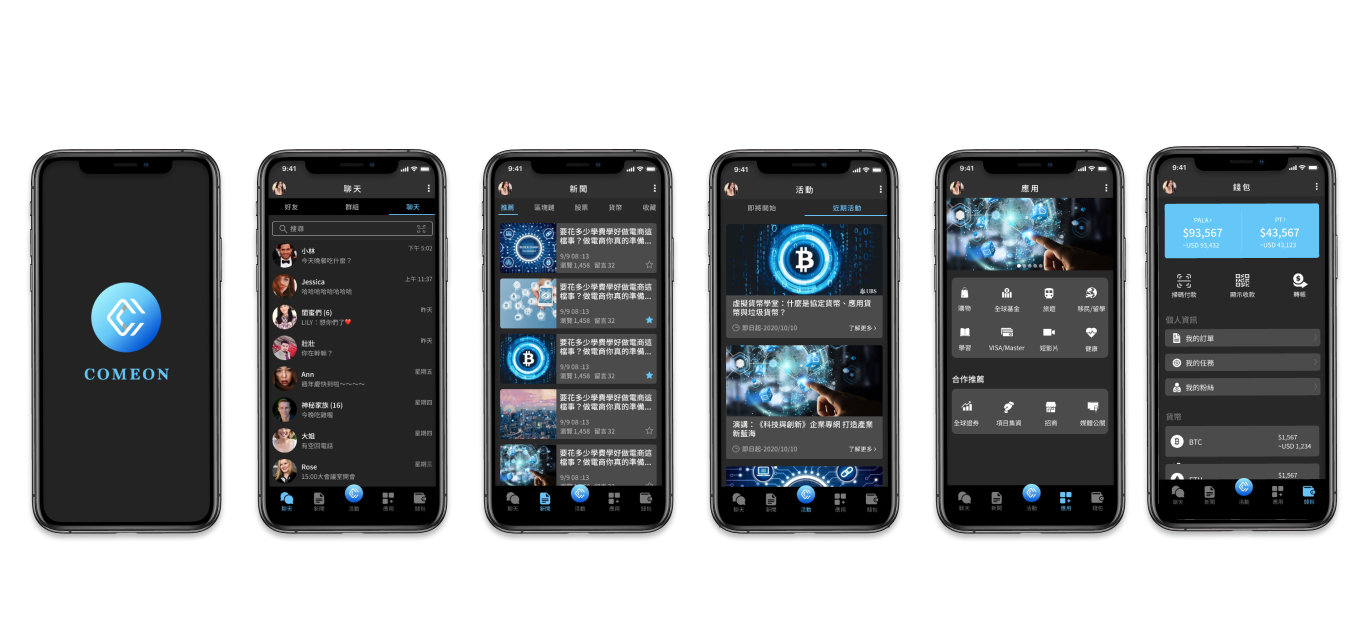 COMEON
9:41
聊天
好友
群組
聊天
搜尋
小林
下午 5:02
今天晚餐吃什麼？
Jessica
上午 11:37
哈哈哈哈哈哈哈哈
閨蜜們 (6)
昨天
LILY：想你們了❤️
壯壯
昨天
你在幹嘛？
Ann
星期五
週年慶快到啦～～～～
神秘家族 (16)
星期四
今晚吃雞喔
大姐
星期四
有空回電話
Rose
星期三
15:00大會議室開會
聊天
新聞
活動
應用
錢包
9:41
新聞
推薦
區塊鏈
股票
貨幣
收藏
要花多少學費學好做電商這
檔事？做電商你真的準備...
9/9 08 :13
瀏覽 1,458 留言 32
要花多少學費學好做電商這
檔事？做電商你真的準備...
9/9 08 :13
瀏覽 1,458 留言 32
要花多少學費學好做電商這
檔事？做電商你真的準備...
9/9 08 :13
瀏覽 1,458 留言 32
要花多少學費學好做電商這
檔事？做電商你真的準備...
9/9 08 :13
瀏覽 1,458 留言 32
要花多少學費學好做電商這
檔事？做電商你真的準備...
9/9 08 :13
聊天
新聞
活動
應用
錢包
9:41
活動
即將開始
近期活動
UBS
虛擬貨幣學堂：什麼是協定貨幣、應用貨
幣與垃圾貨幣？
即日起-2020/10/10
了解更多 ›
演講：《科技與創新》企業專網 打造產業
新藍海
即日起-2020/10/10
了解更多 ›
聊天
新聞
活動
應用
錢包
9:41
應用
購物
全球基金
旅遊
移民/留學
學習
VISA/Master
短影片
健康
合作推薦
全球證券
項目集資
招商
媒體公關
聊天
新聞
活動
應用
錢包
9:41
錢包
PALA ›
$93,567
~USD 93,432
PT ›
$43,567
~USD 43,123
掃碼付款
顯示收款
轉帳
個人資訊
我的訂單
我的任務
我的粉絲
貨幣
BTC
$1,567
~USD 1,234
$1,567
聊天
新聞
活動
應用
錢包